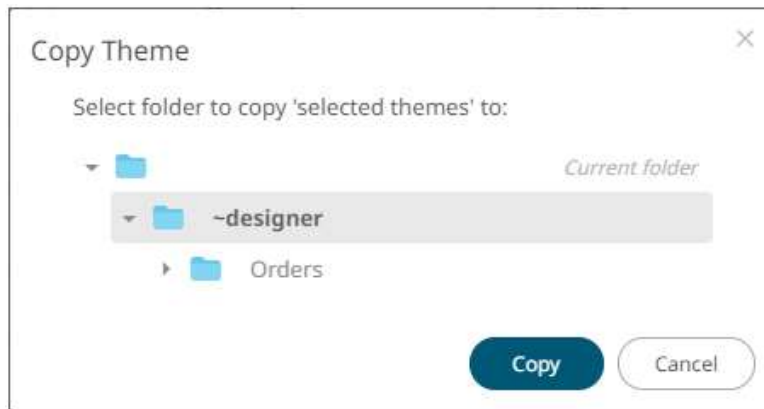 Copy Theme
Select folder to copy 'selected themes' to:
Current folder
~designer
Orders
Copy Cancel